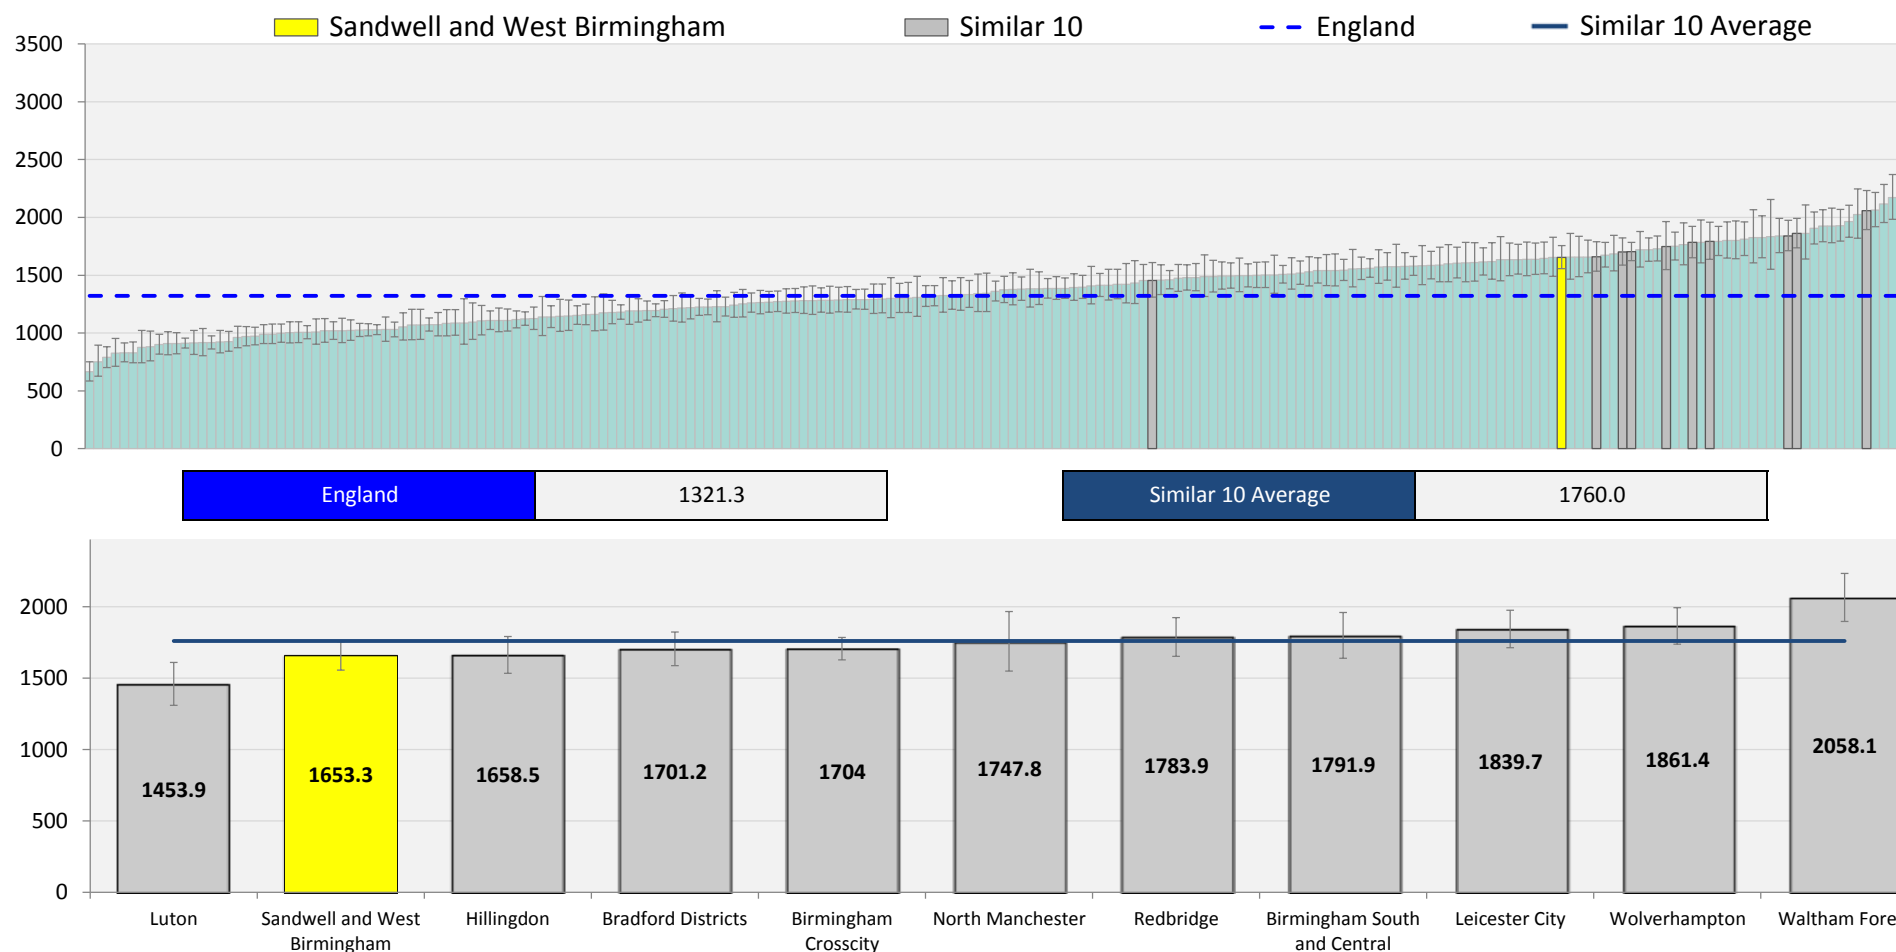 Sandwell and West Birmingham Similar 10 England Similar 10 Average
3500
3000
2500
2000
1500
1000
500
0
England 1321.3 Similar 10 Average 1760.0
2000
1500
1000
500
0
1453.9 1653.3 1658.5 1701.2 1704 1747.8 1783.9 1791.9 1839.7 1861.4 2058.1
Luton Sandwell and West Hillingdon Bradford Districts Birmingham North Manchester Redbridge Birmingham South Leicester City Wolverhampton Waltham Fore
Birmingham Crosscity and Central